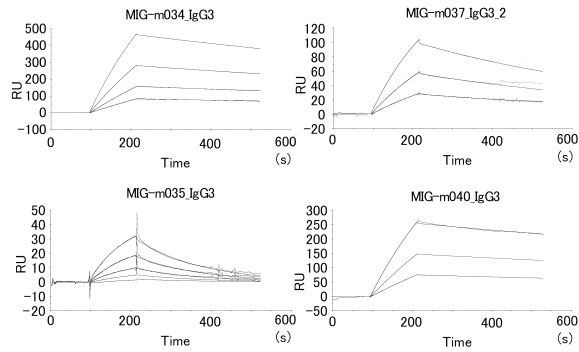 MIG-m034_IgG3
500
400
300
200
100
0
−100
RU
0 200 400 600
Time (s)
MIG-m037_IgG3_2
120
100
80
60
40
20
0
−20
RU
0 200 400 600
Time (s)
MIG-m035_IgG3
50
40
30
20
10
0
−10
−20
RU
0 200 400 600
Time (s)
MIG-m040_IgG3
300
250
200
150
100
50
0
−50
RU
0 200 400 600
Time (s)